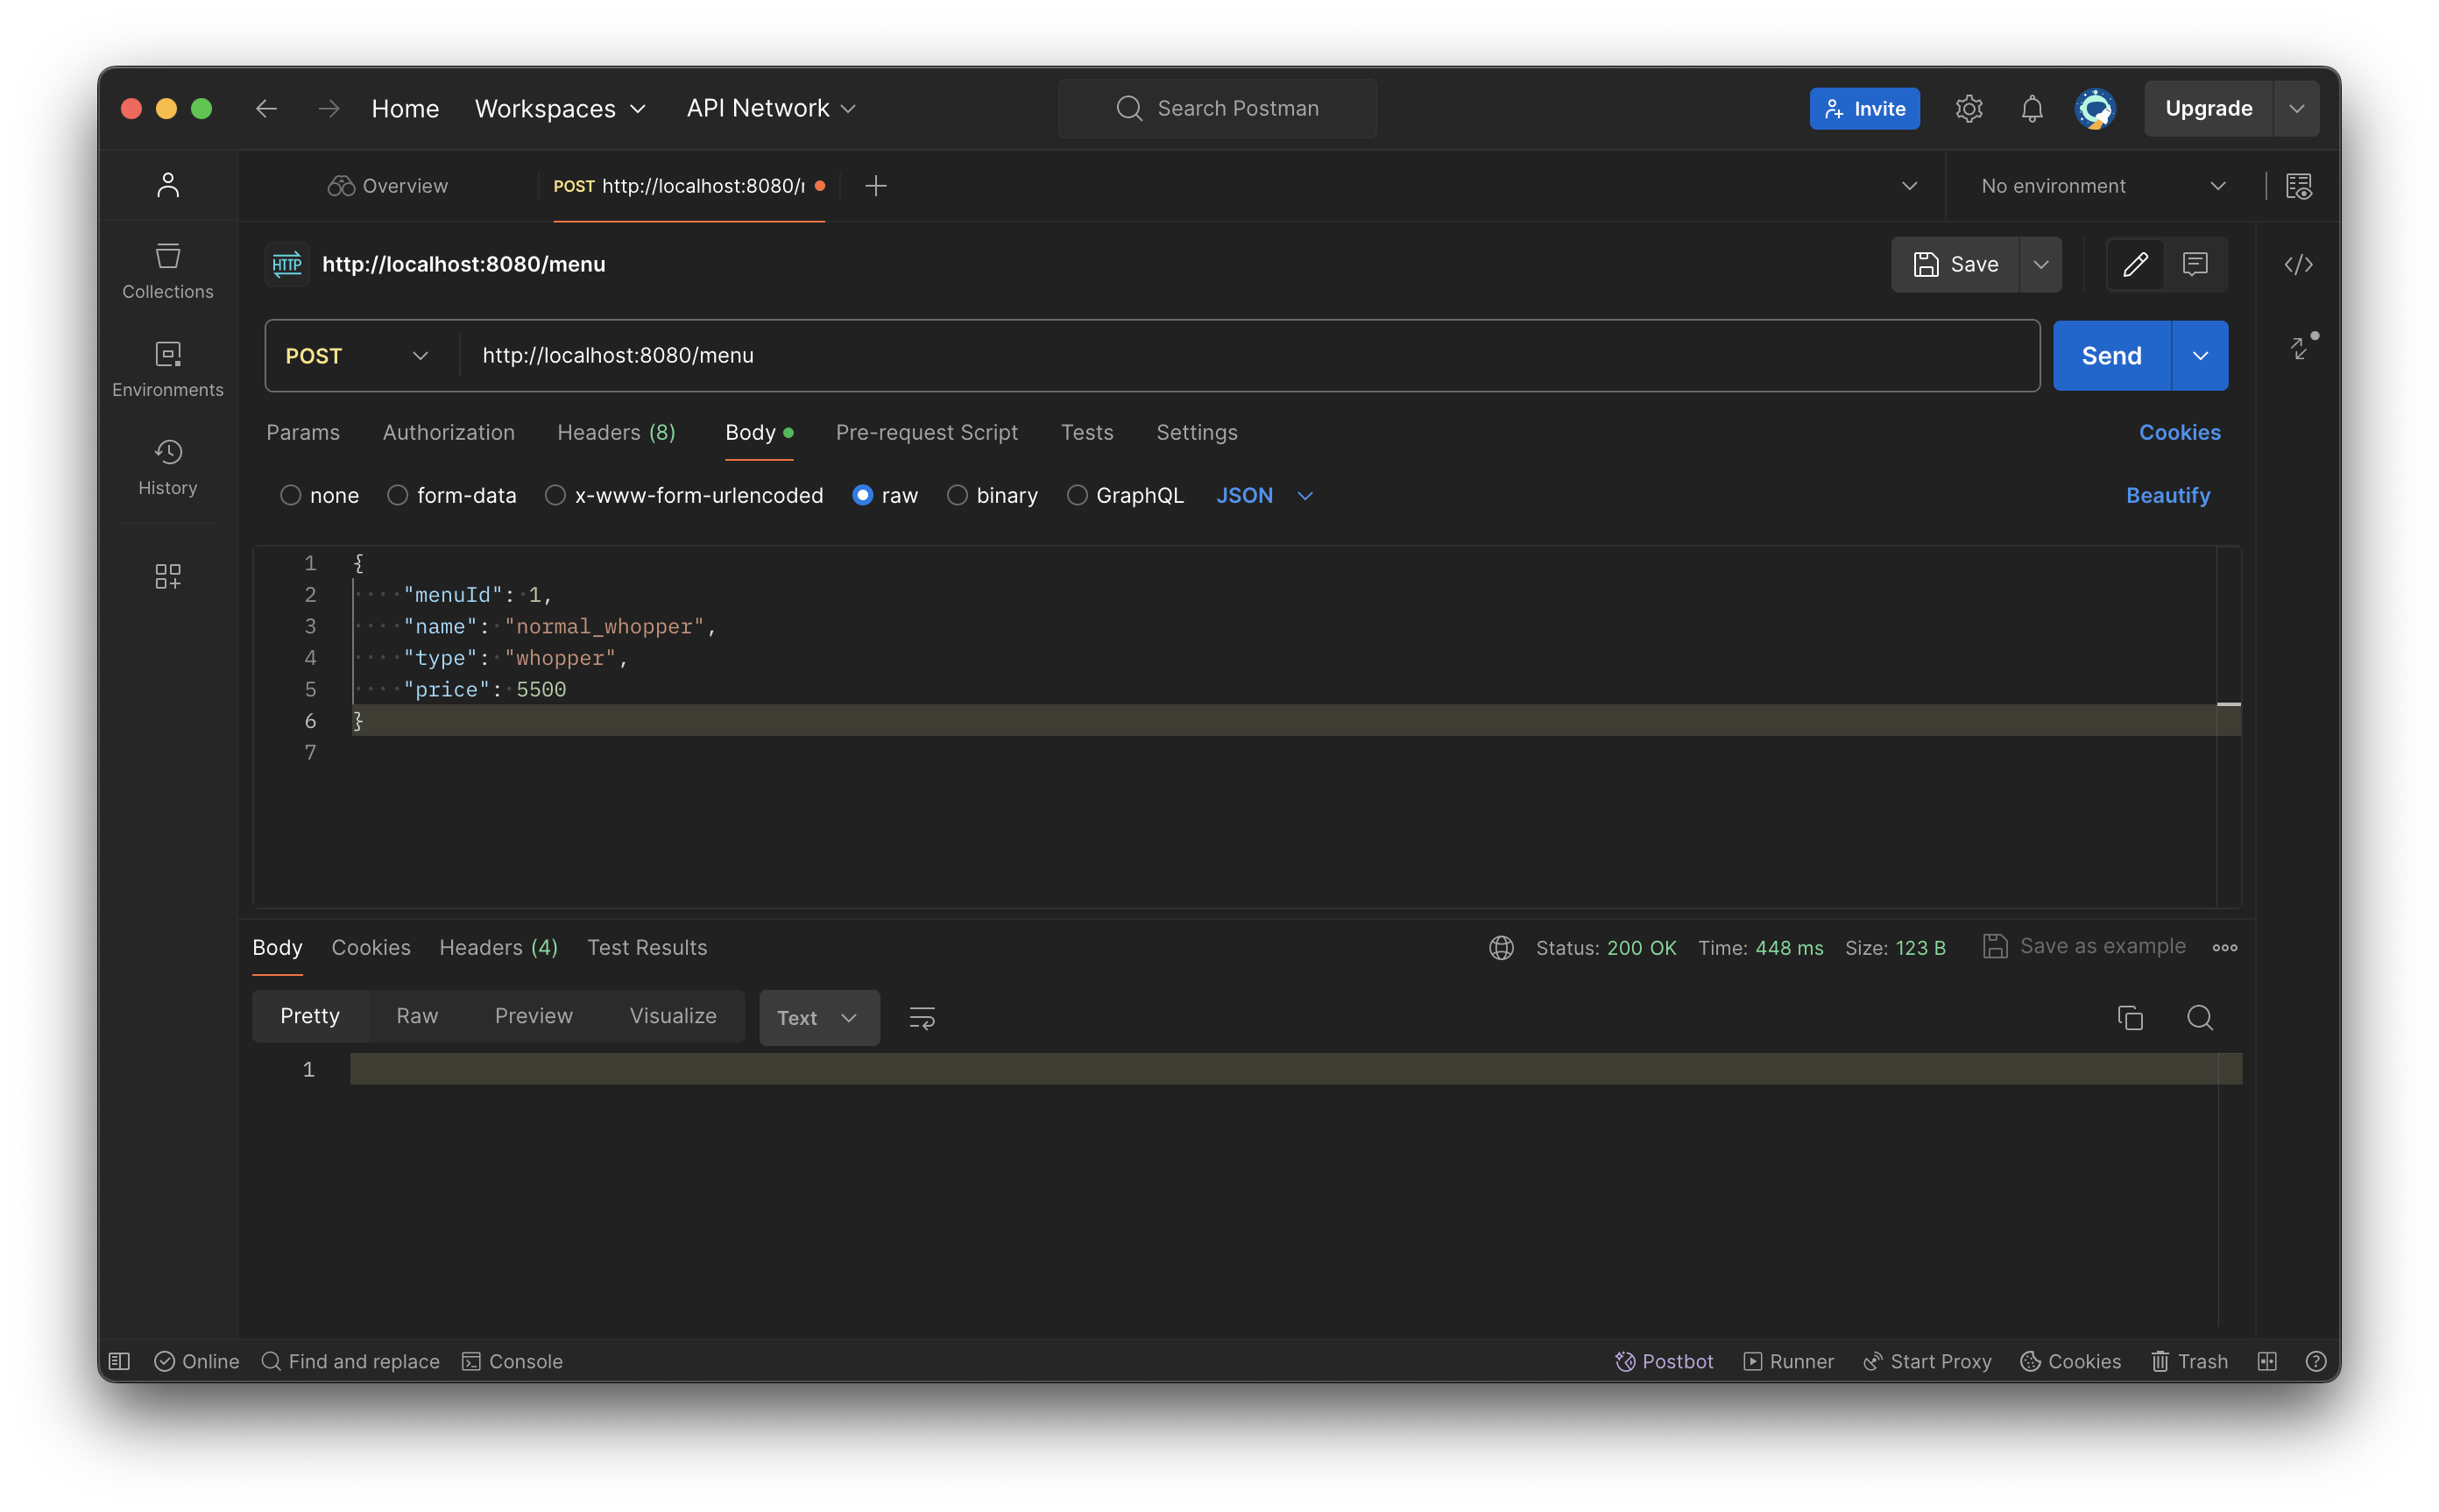 Home Workspaces API Network Search Postman Invite Upgrade
Overview POST http://localhost:8080/r No environment
HTTP http://localhost:8080/menu Save
Collections
POST http://localhost:8080/menu Send
Environments
Params Authorization Headers (8) Body Pre-request Script Tests Settings Cookies
History
none form-data x-www-form-urlencoded raw binary GraphQL JSON Beautify
1 {
2 "menuId": 1,
3 "name": "normal_whopper",
4 "type": "whopper",
5 "price": 5500
6 }
7
Body Cookies Headers (4) Test Results Status: 200 OK Time: 448 ms Size: 123 B Save as example
Pretty Raw Preview Visualize Text
1
Online Find and replace Console Postbot Runner Start Proxy Cookies Trash